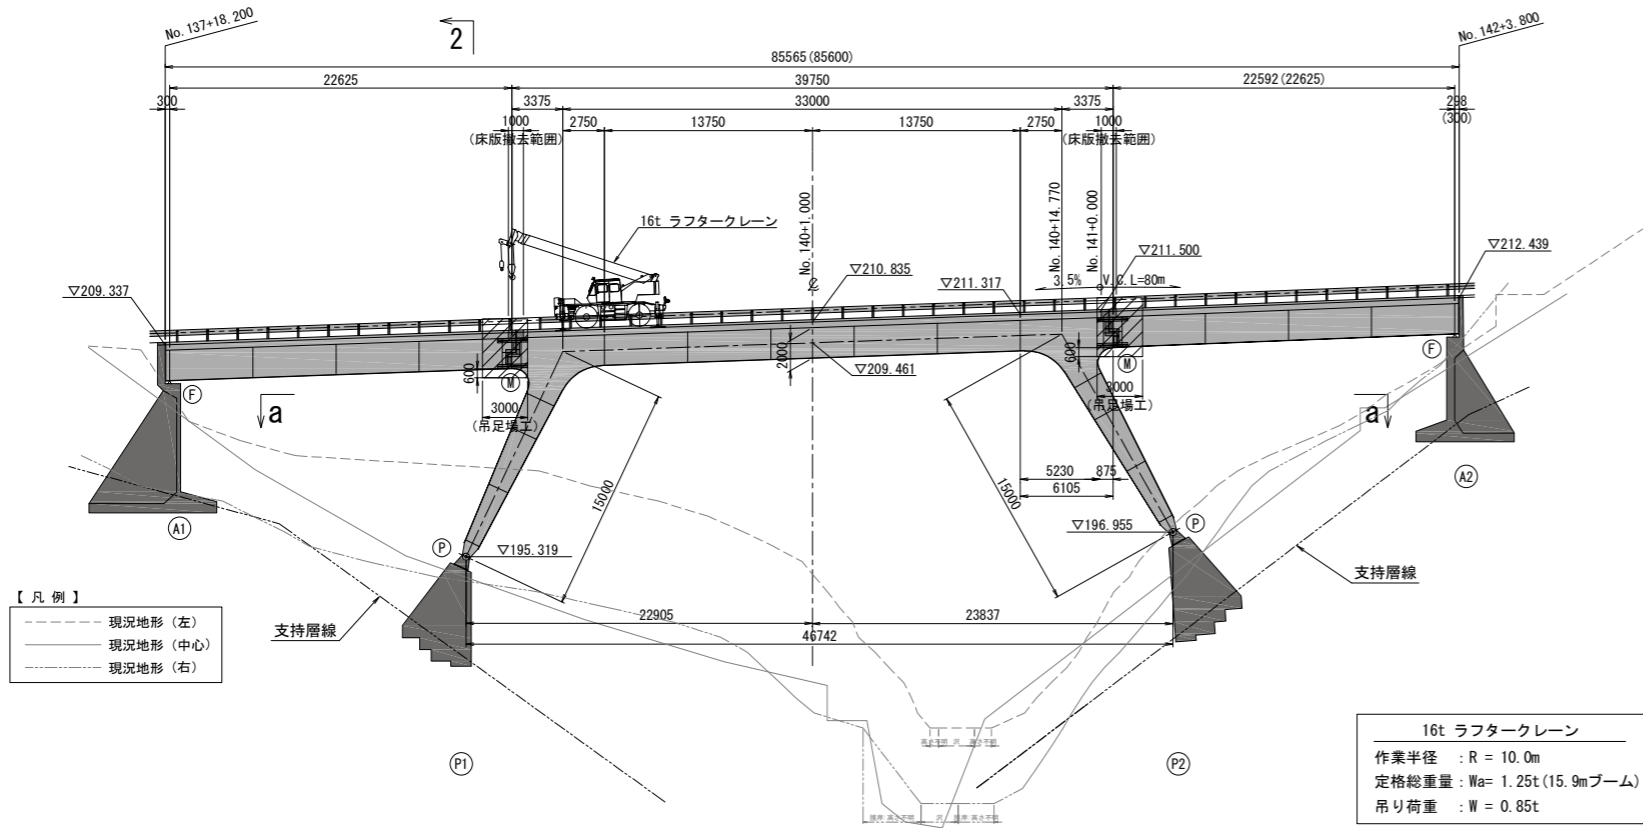 No.137+18.200
2
No.142+3.800
85565(85600)
22625
39750
22592(22625)
300
3375
33000
3375
298
(300)
1000
(床版撤去範囲)
2750
13750
13750
2750
1000
(床版撤去範囲)
16t ラフタークレーン
No.140+1.000
No.140+14.770
No.141+0.000
▽209.337
▽210.835
▽211.317
3.5%
V.C.L=80m
▽211.500
▽212.439
600
M
2000
▽209.461
600
M
F
F
3000
(吊足場工)
3000
(吊足場工)
a
a
15000
15000
5230
875
6105
A1
A2
P
▽195.319
▽196.955
P
支持層線
支持層線
22905
23837
46742
【 凡 例 】
現況地形 (左)
現況地形 (中心)
現況地形 (右)
P1
P2
沢
沢
16t ラフタークレーン
作業半径 : R = 10.0m
定格総重量 : Wa= 1.25t(15.9mブーム)
吊り荷重 : W = 0.85t